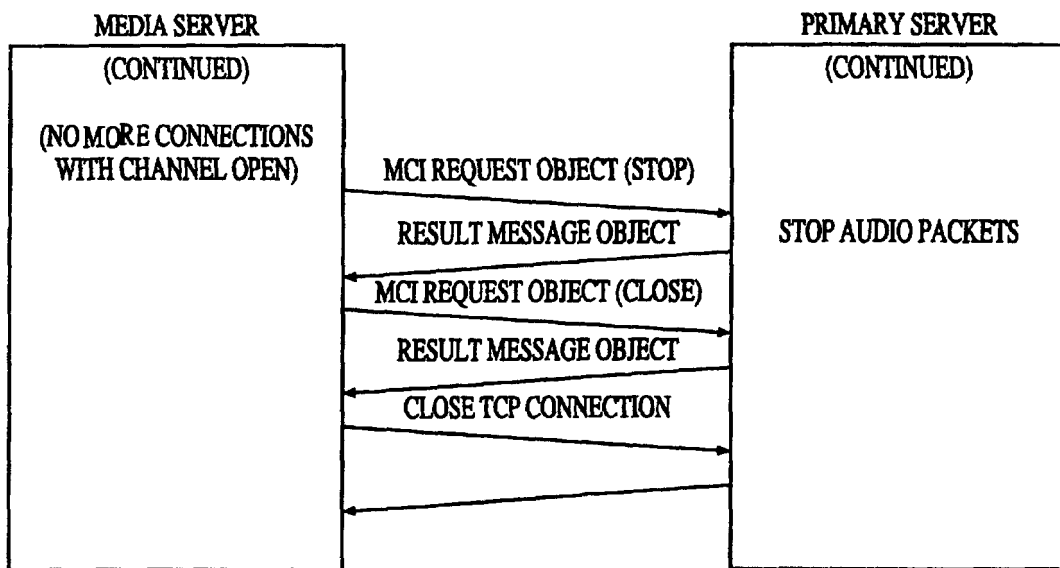 MEDIA SERVER
(CONTINUED)
(NO MORE CONNECTIONS
WITH CHANNEL OPEN)
MCI REQUEST OBJECT (STOP)
RESULT MESSAGE OBJECT
MCI REQUEST OBJECT (CLOSE)
RESULT MESSAGE OBJECT
CLOSE TCP CONNECTION
PRIMARY SERVER
(CONTINUED)
STOP AUDIO PACKETS